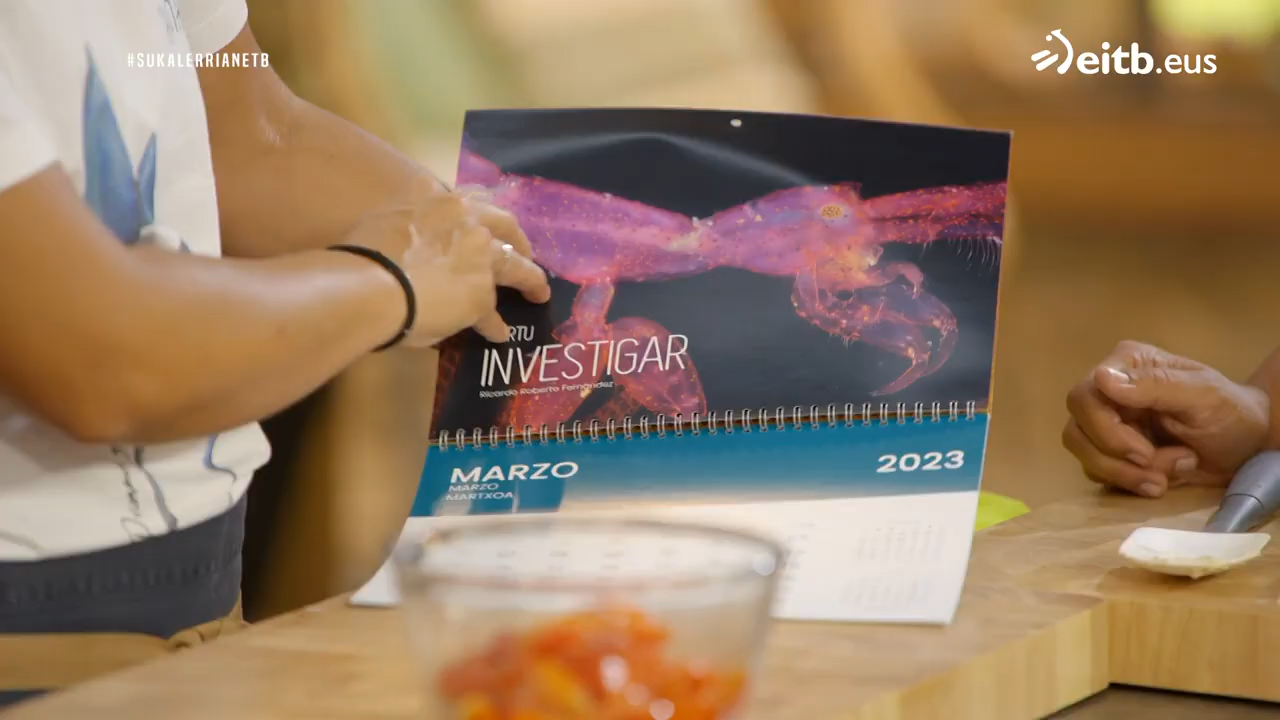 #SUKALERRIANETB
eitb.eus
INVESTIGAR
Ricardo Roberto Fernández
MARZO
MARZO
MARTXOA
2023